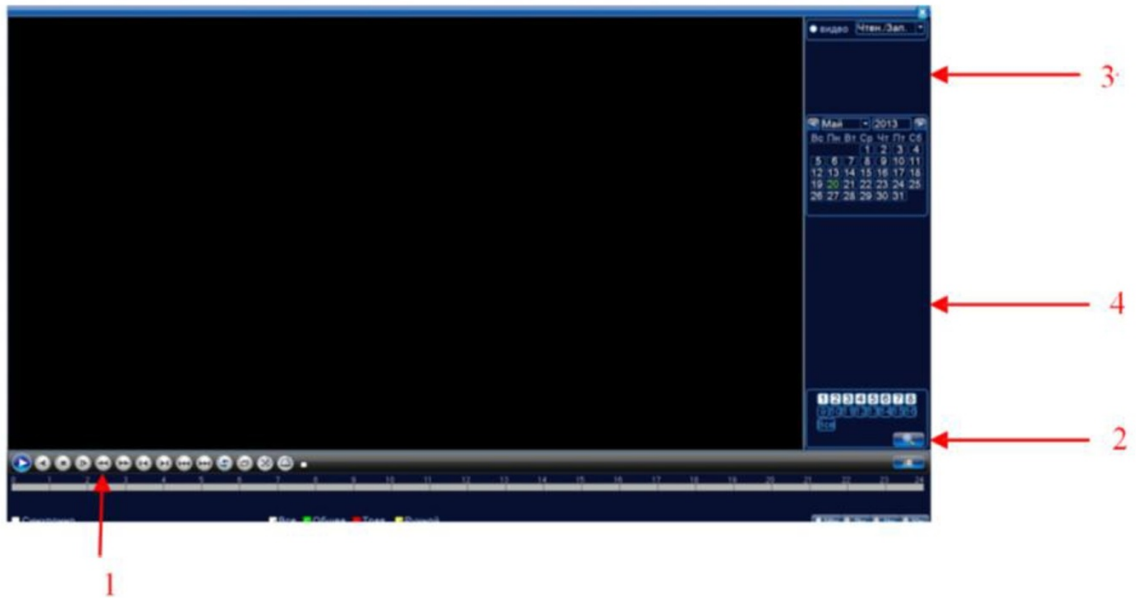 видео Чтен./Зап.
3
Май 2013
Вс Пн Вт Ср Чт Пт Сб
1 2 3 4
5 6 7 8 9 10 11
12 13 14 15 16 17 18
19 20 21 22 23 24 25
26 27 28 29 30 31
4
1 2 3 4 5 6 7 8
2
0 1 2 3 4 5 6 7 8 9 10 11 12 13 14 15 16 17 18 19 20 21 22 23 24
Все
1